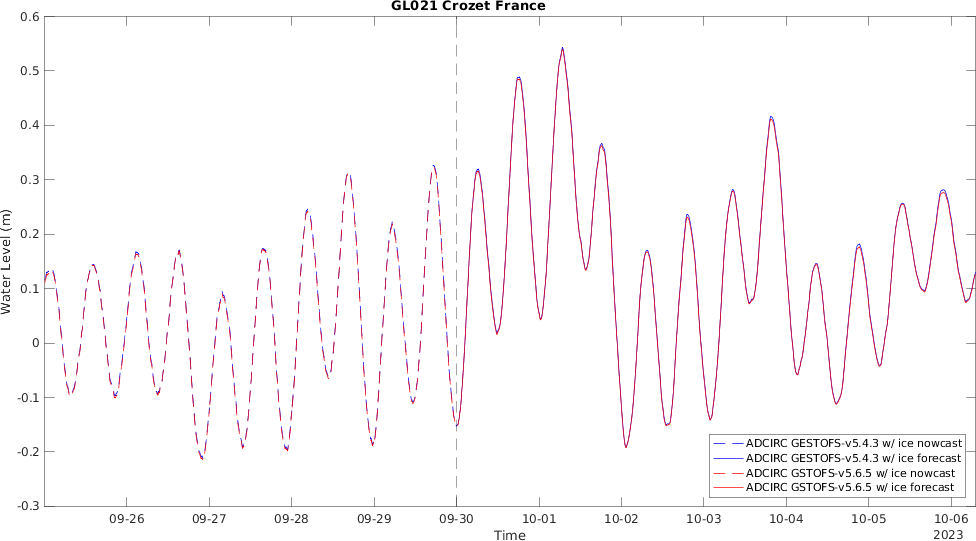 GL021 Crozet France
0.6
0.5
0.4
0.3
0.2
0.1
0
-0.1
-0.2
-0.3
Water Level (m)
ADCIRC GESTOFS-v5.4.3 w/ ice nowcast
ADCIRC GESTOFS-v5.4.3 w/ ice forecast
ADCIRC GSTOFS-v5.6.5 w/ ice nowcast
ADCIRC GSTOFS-v5.6.5 w/ ice forecast
09-26 09-27 09-28 09-29 09-30 10-01 10-02 10-03 10-04 10-05 10-06
2023
Time